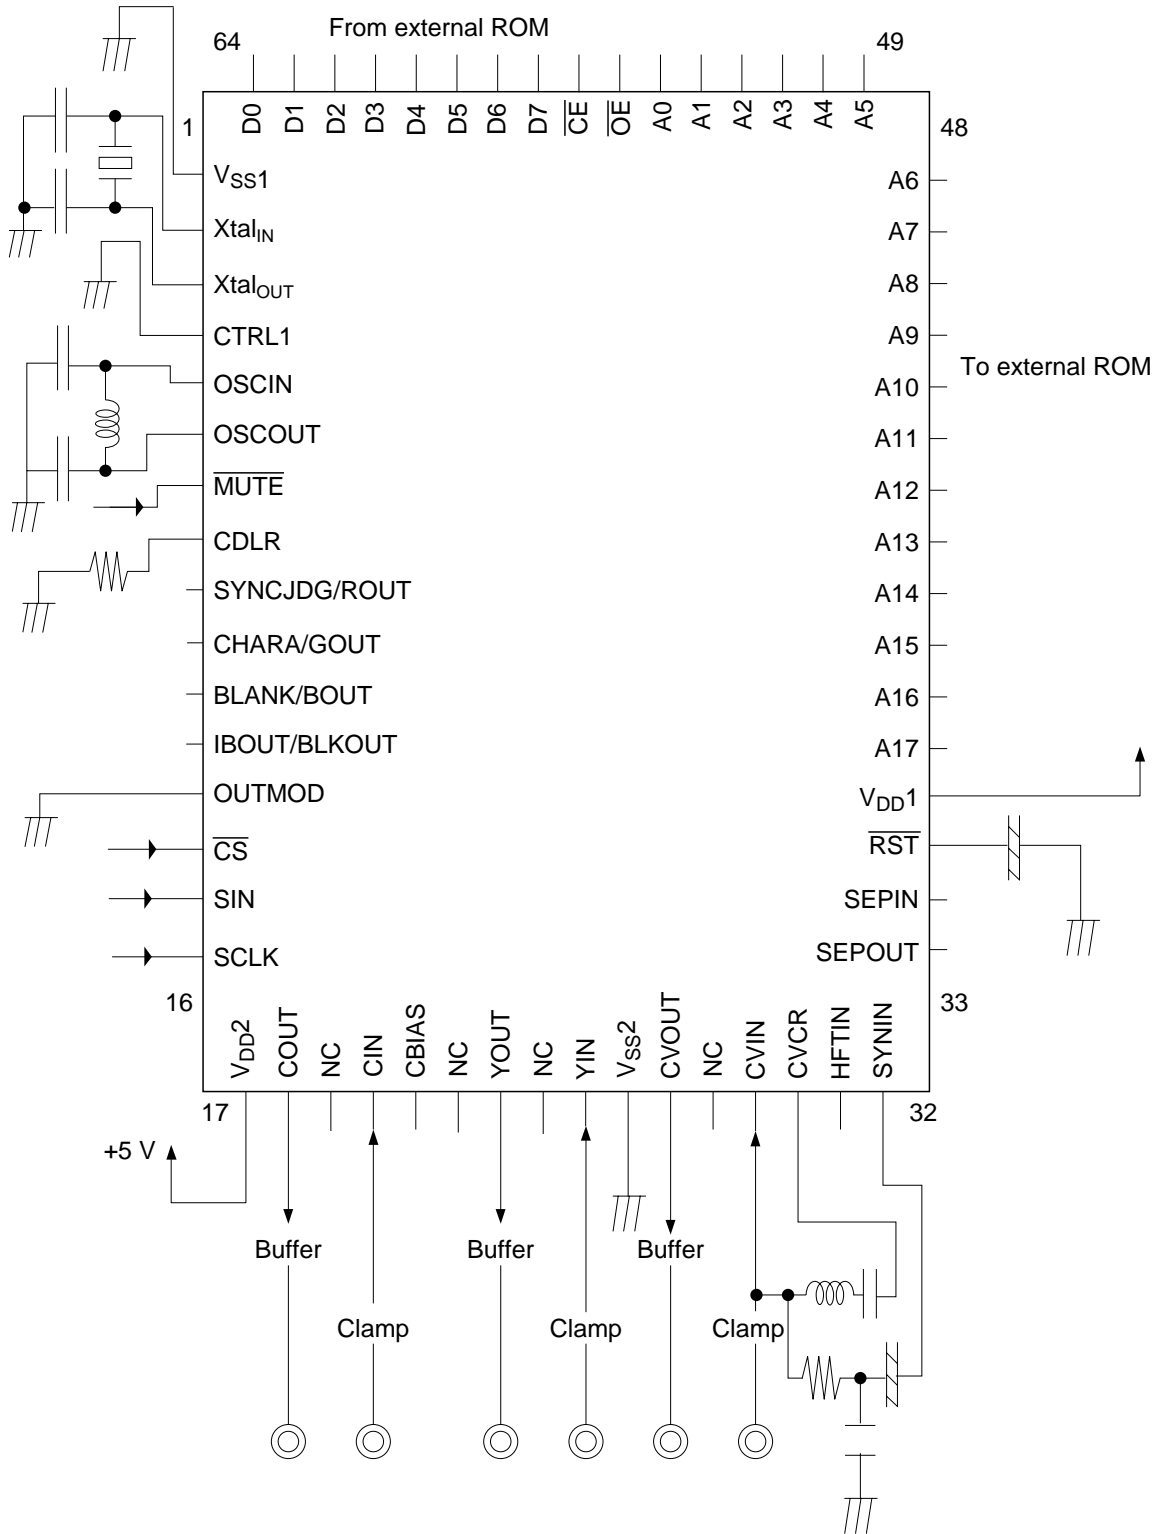 From external ROM
64
49
D0
D1
D2
D3
D4
D5
D6
D7
CE
OE
A0
A1
A2
A3
A4
A5
1
48
VSS1
XtalIN
XtalOUT
CTRL1
OSCIN
OSCOUT
MUTE
CDLR
SYNCJDG/ROUT
CHARA/GOUT
BLANK/BOUT
IBOUT/BLKOUT
OUTMOD
CS
SIN
SCLK
16
A6
A7
A8
A9
To external ROM
A10
A11
A12
A13
A14
A15
A16
A17
VDD1
RST
SEPIN
SEPOUT
33
VDD2
COUT
NC
CIN
CBIAS
NC
YOUT
NC
YIN
VSS2
CVOUT
NC
CVIN
CVCR
HFTIN
SYNIN
17
32
+5 V
Buffer
Buffer
Buffer
Clamp
Clamp
Clamp